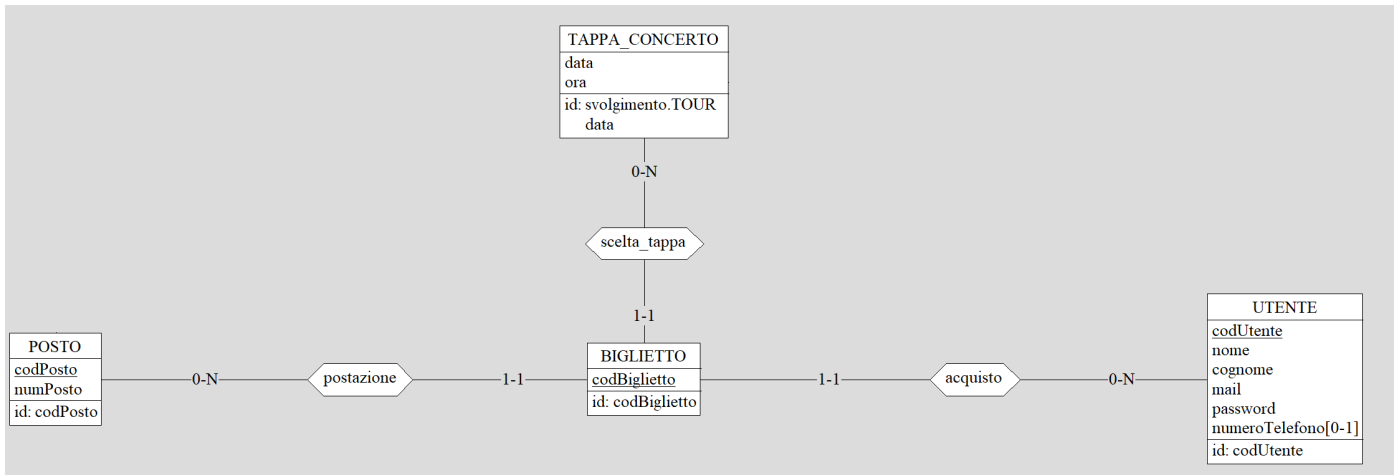 TAPPA_CONCERTO
data
ora
id: svolgimento.TOUR
data
0-N
scelta_tappa
1-1
POSTO
codPosto
numPosto
id: codPosto
0-N
postazione
1-1
BIGLIETTO
codBiglietto
id: codBiglietto
1-1
acquisto
0-N
UTENTE
codUtente
nome
cognome
mail
password
numeroTelefono[0-1]
id: codUtente